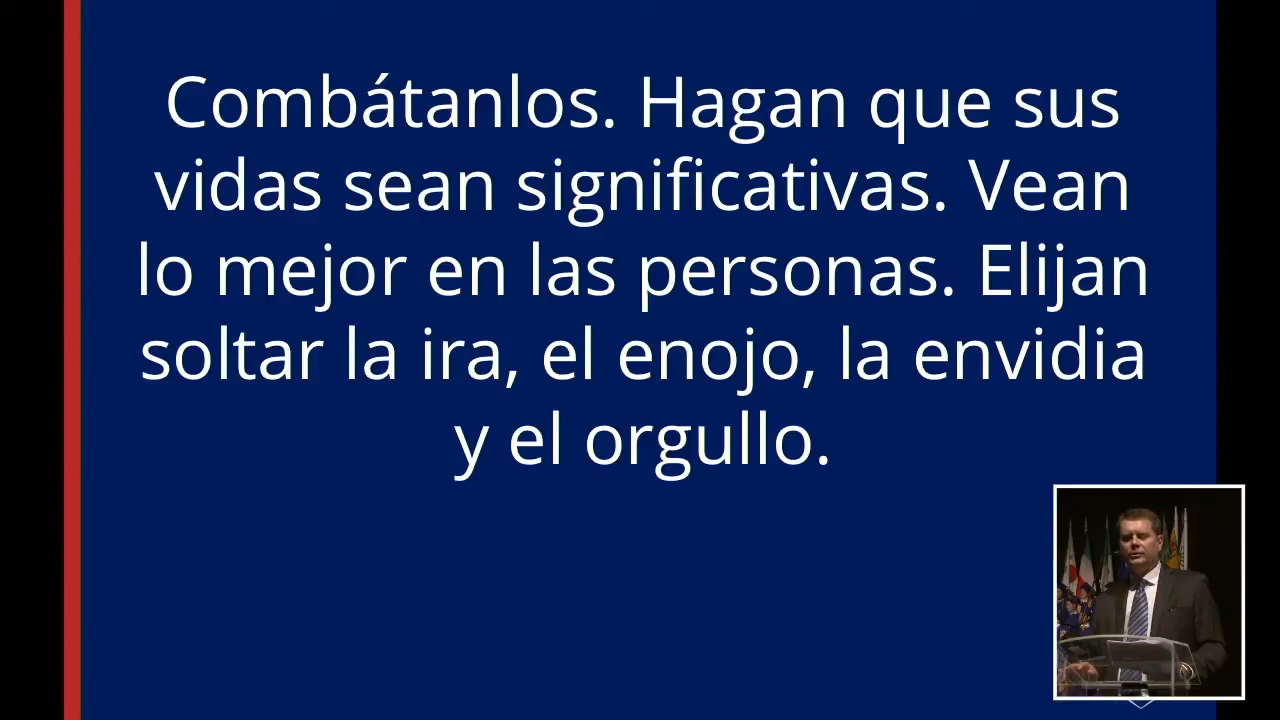 Combátanlos. Hagan que sus
vidas sean significativas. Vean
lo mejor en las personas. Elijan
soltar la ira, el enojo, la envidia
y el orgullo.